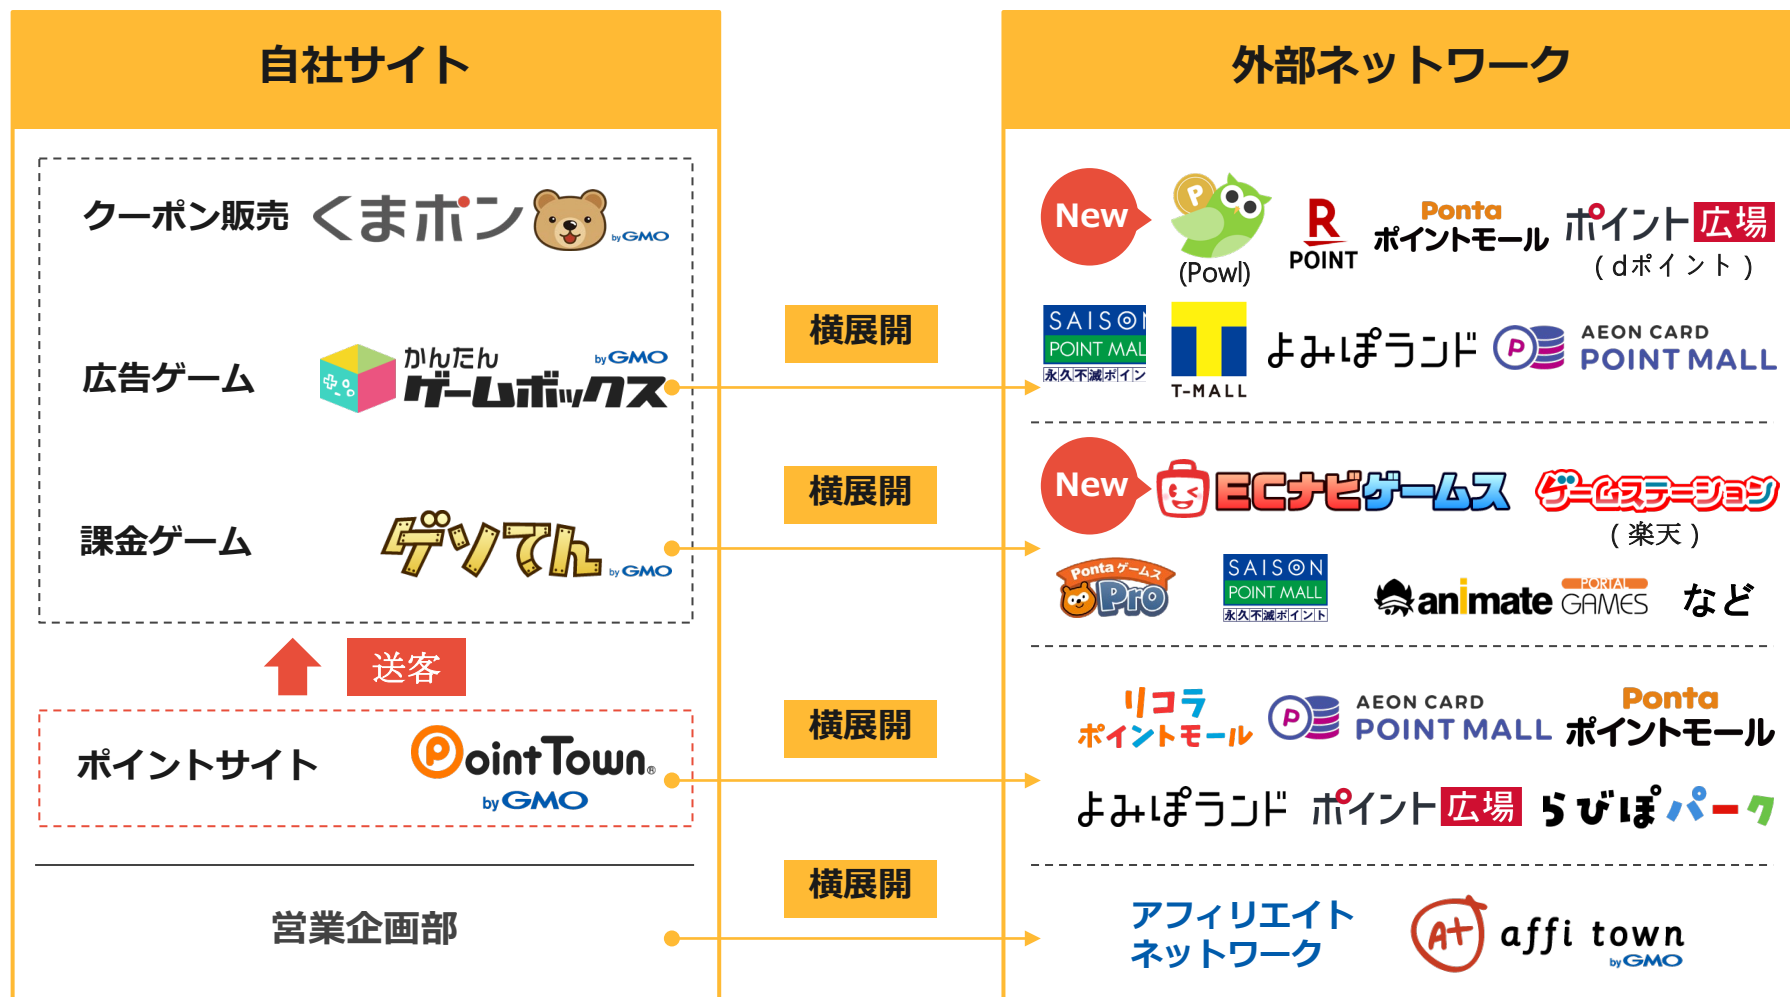 自社サイト
クーポン販売
くまポン
by GMO
広告ゲーム
かんたん
by GMO
ゲームボックス
課金ゲーム
ゲソてん
by GMO
送客
ポイントサイト
PointTown®
by GMO
営業企画部
横展開
横展開
横展開
横展開
外部ネットワーク
New
P
(Powl)
R
POINT
Ponta
ポイントモール
ポイント広場
(dポイント)
SAISON
POINT MAL
永久不滅ポイン
T
T-MALL
よみぽランド
P
AEON CARD
POINT MALL
New
ECナビゲームス
ゲームステーション
(楽天)
Pontaゲームス
Pro
SAISON
POINT MALL
永久不滅ポイント
animate
PORTAL
GAMES
など
リコラ
ポイントモール
P
AEON CARD
POINT MALL
Ponta
ポイントモール
よみぽランド
ポイント広場
らびぽパーク
アフィリエイト
ネットワーク
A+
affi town
by GMO